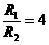 R₁/R₂ = 4